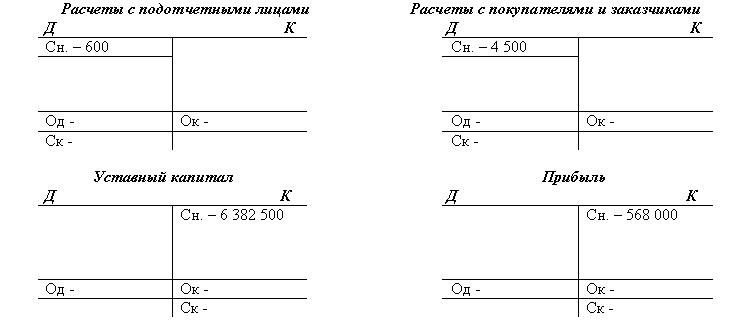 Расчеты с подотчетными лицами Расчеты с покупателями и заказчиками
Д К Д К
Сн. – 600 Сн. – 4 500
Од - Ок - Од - Ок -
Ск - Ск -
Уставный капитал Прибыль
Д К Д К
Сн. – 6 382 500 Сн. – 568 000
Од - Ок - Од - Ок -
Ск - Ск -